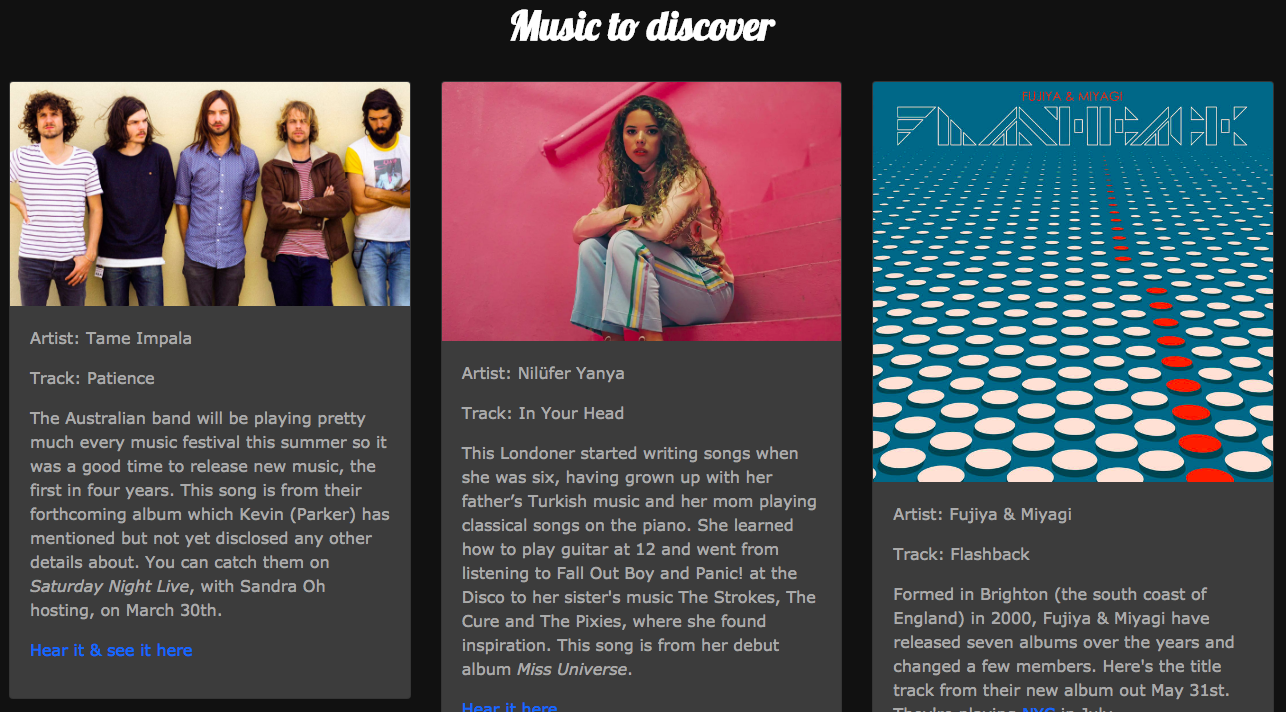 Music to discover
Artist: Tame Impala
Track: Patience
The Australian band will be playing pretty
much every music festival this summer so it
was a good time to release new music, the
first in four years. This song is from their
forthcoming album which Kevin (Parker) has
mentioned but not yet disclosed any other
details about. You can catch them on
Saturday Night Live, with Sandra Oh
hosting, on March 30th.
Hear it & see it here
Artist: Nilüfer Yanya
Track: In Your Head
This Londoner started writing songs when
she was six, having grown up with her
father’s Turkish music and her mom playing
classical songs on the piano. She learned
how to play guitar at 12 and went from
listening to Fall Out Boy and Panic! at the
Disco to her sister's music The Strokes, The
Cure and The Pixies, where she found
inspiration. This song is from her debut
album Miss Universe.
Hear it here
FUJIYA & MIYAGI
FLASHBACK
Artist: Fujiya & Miyagi
Track: Flashback
Formed in Brighton (the south coast of
England) in 2000, Fujiya & Miyagi have
released seven albums over the years and
changed a few members. Here's the title
track from their new album out May 31st.
They're playing NYC in July.